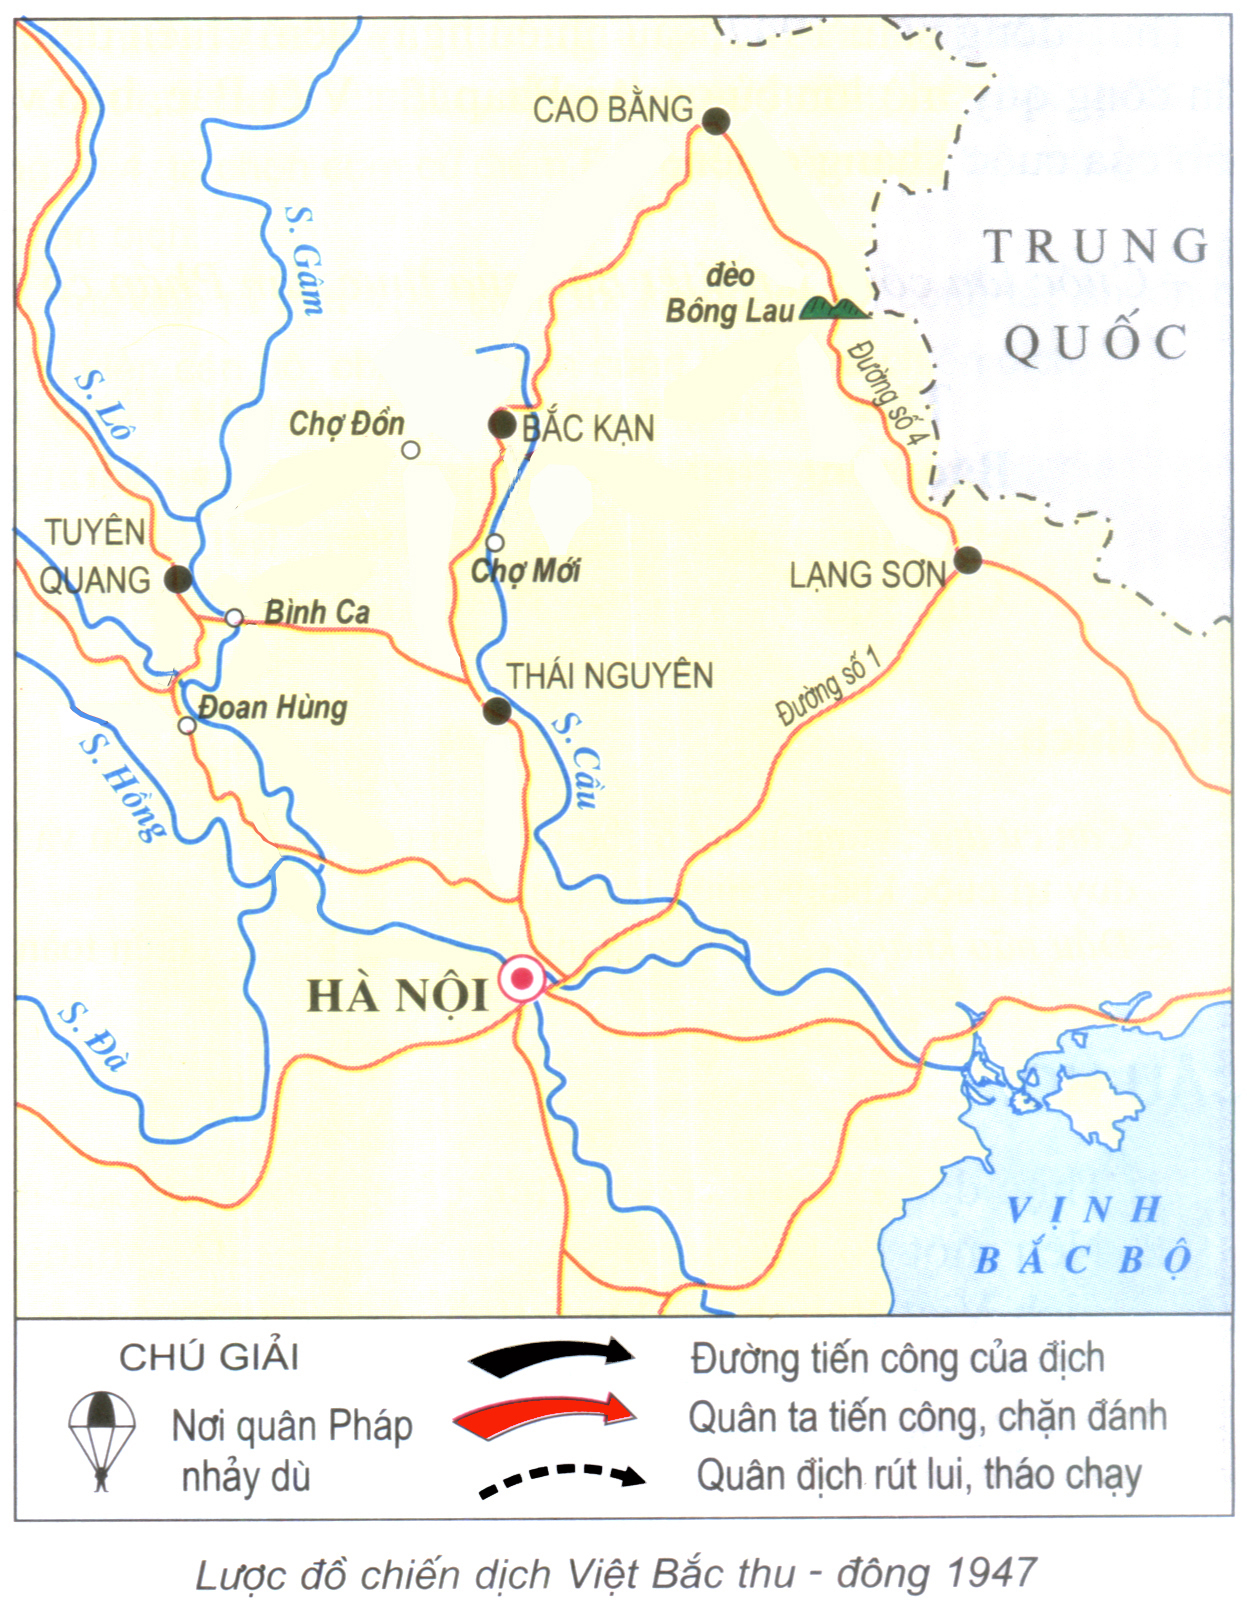 CAO BẰNG
TRUNG
QUỐC
S. Gâm
đèo
Bông Lau
Đường số 4
S. Lô
Chợ Đồn
BẮC KẠN
TUYÊN
QUANG
Chợ Mới
LẠNG SƠN
Bình Ca
THÁI NGUYÊN
Đường số 1
Đoan Hùng
S. Cầu
S. Hồng
HÀ NỘI
S. Đà
VỊNH
BẮC BỘ
CHÚ GIẢI
Nơi quân Pháp
nhảy dù
Đường tiến công của địch
Quân ta tiến công, chặn đánh
Quân địch rút lui, tháo chạy
Lược đồ chiến dịch Việt Bắc thu - đông 1947